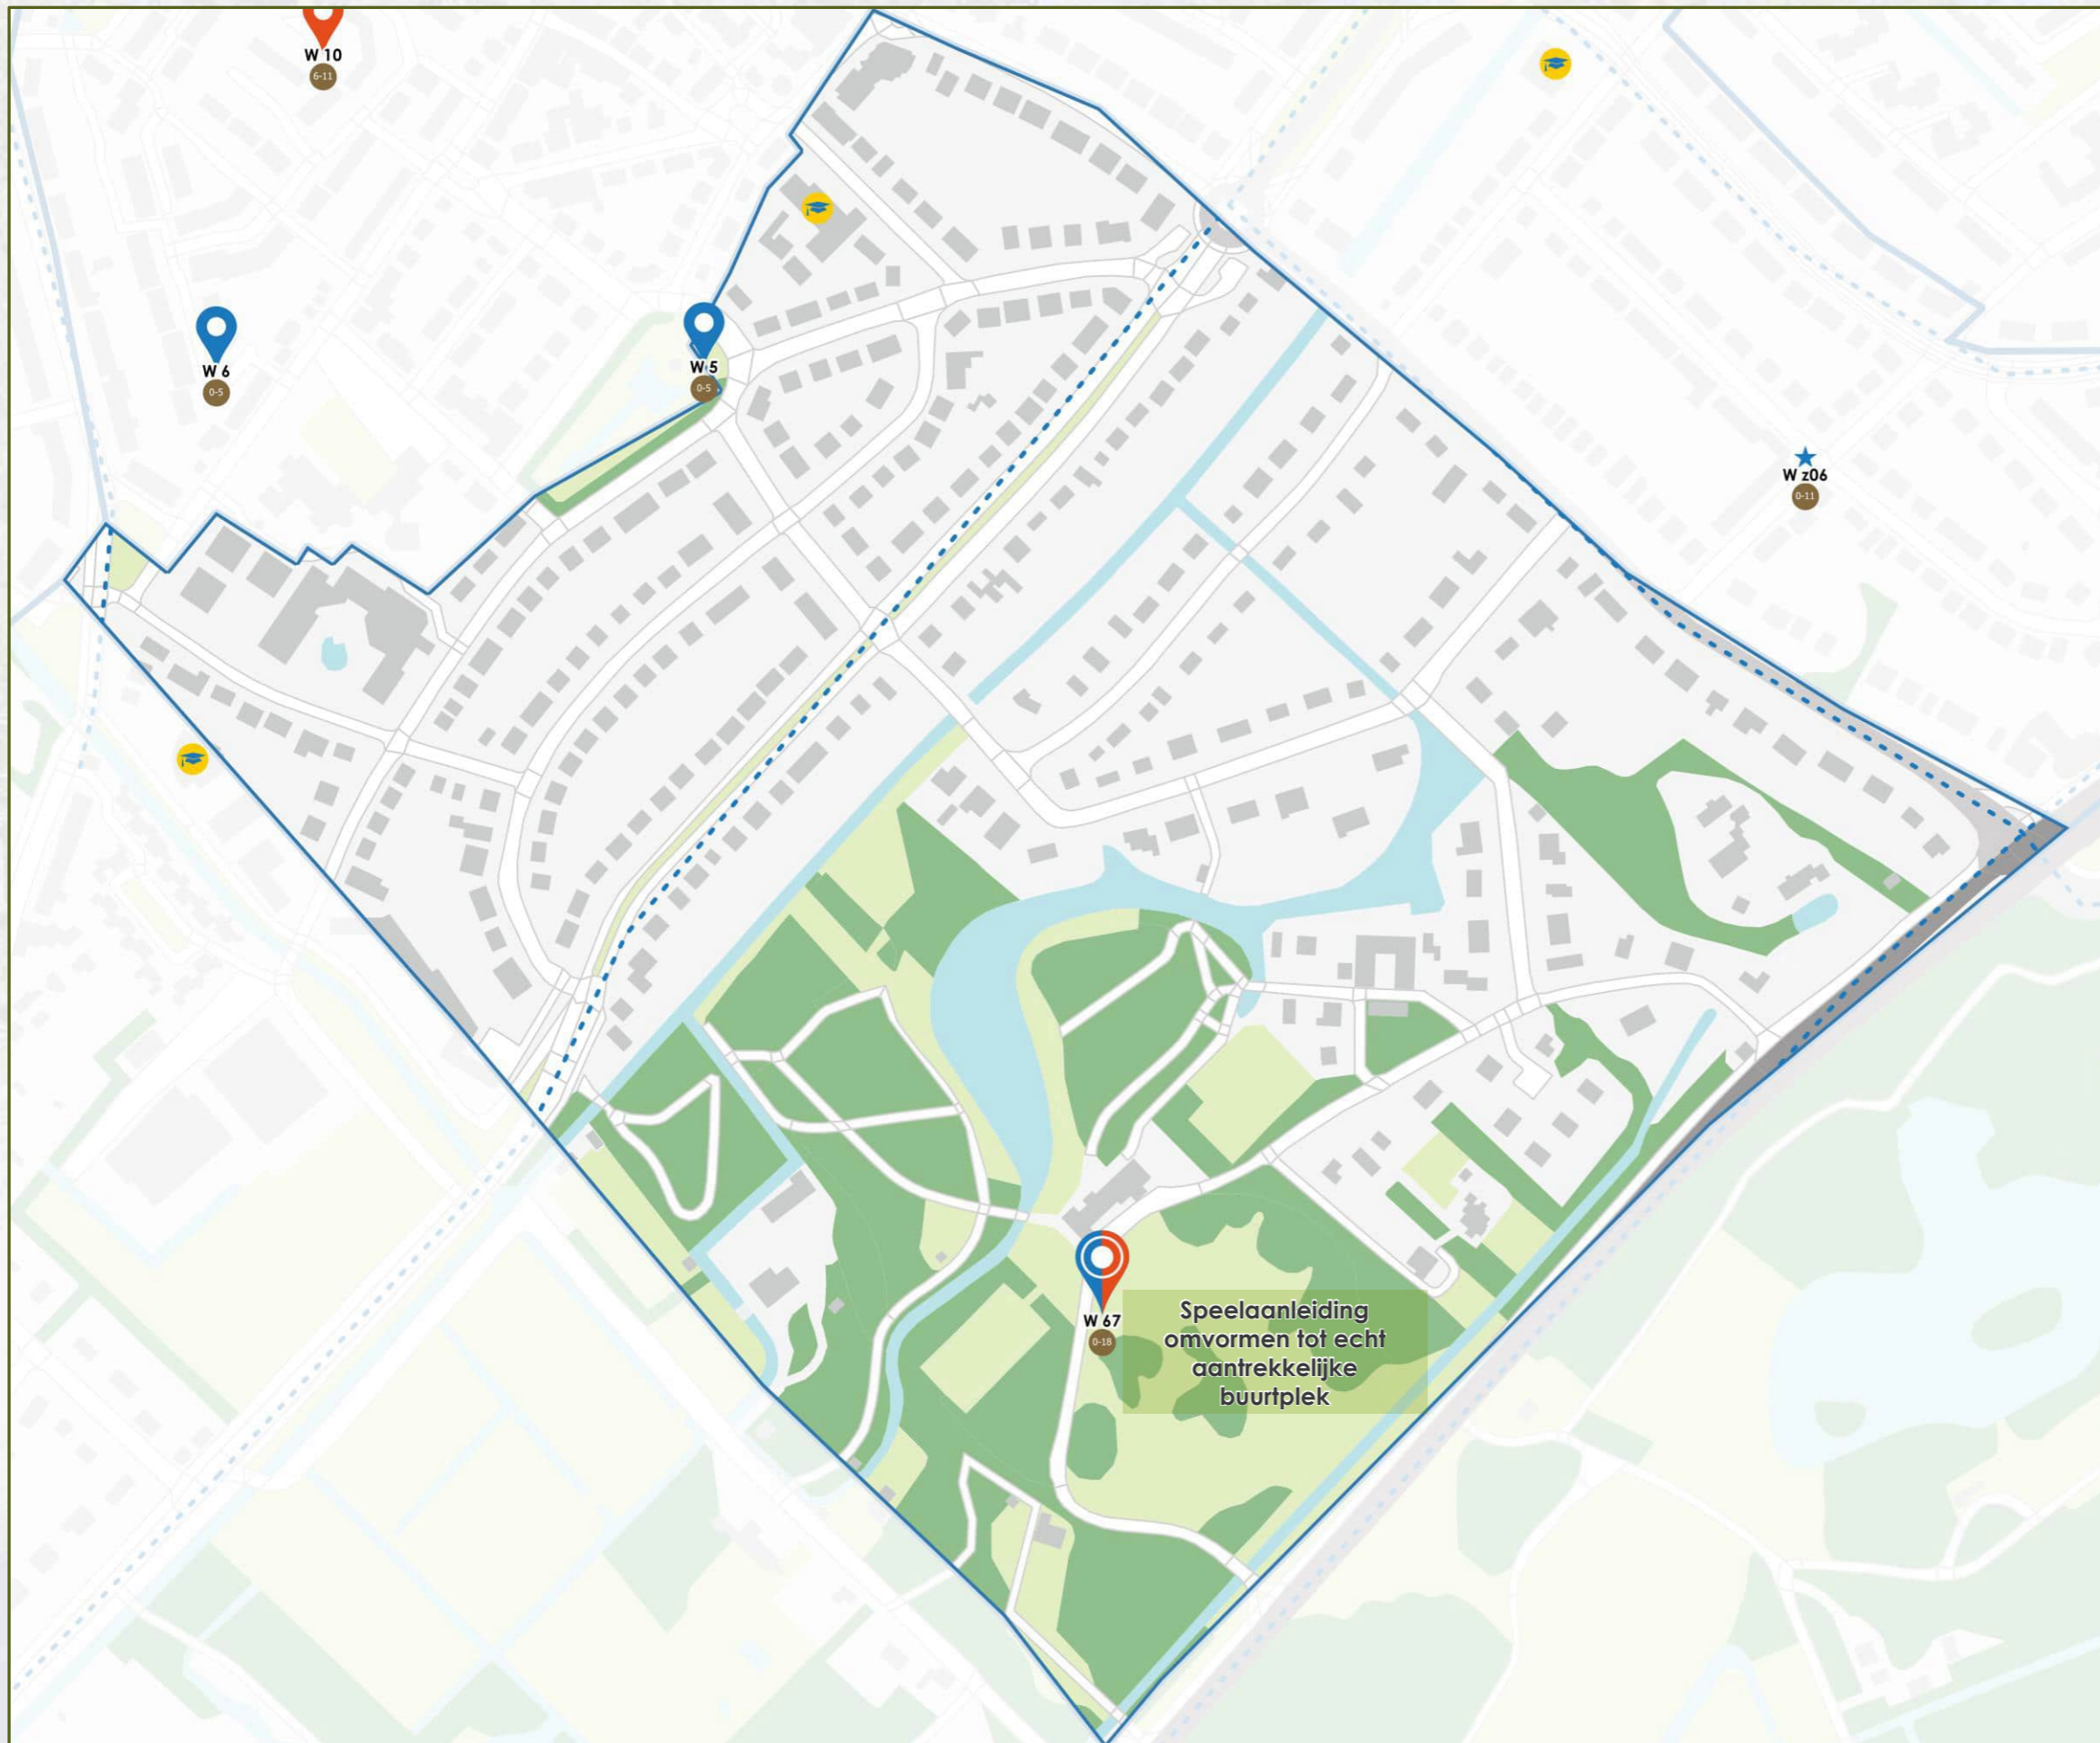 W 10
6-11
W 6
0-5
W 5
0-5
W z06
0-11
W 67
0-18
Speelaanleiding
omvormen tot echt
aantrekkelijke
buurtplek